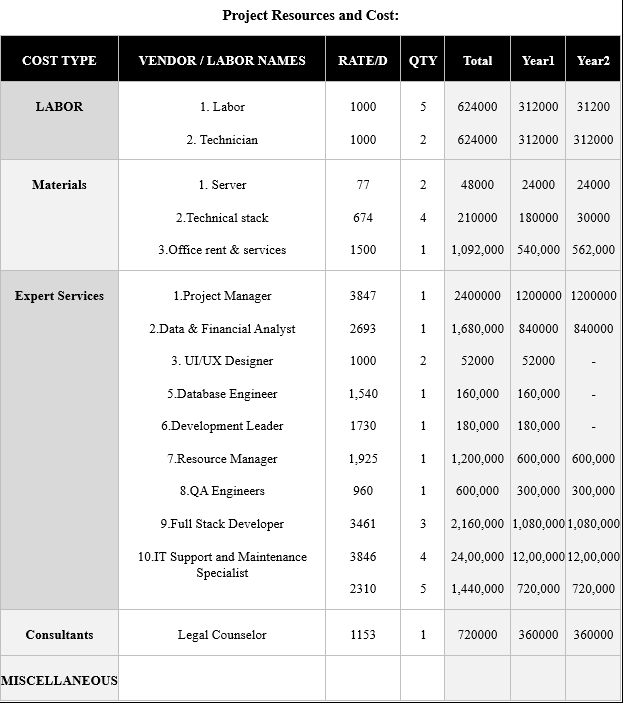 Project Resources and Cost:
COST TYPE VENDOR / LABOR NAMES RATE/D QTY Total Year1 Year2
LABOR 1. Labor 1000 5 624000 312000 31200
2. Technician 1000 2 624000 312000 312000
Materials 1. Server 77 2 48000 24000 24000
2.Technical stack 674 4 210000 180000 30000
3.Office rent & services 1500 1 1,092,000 540,000 562,000
Expert Services 1.Project Manager 3847 1 2400000 1200000 1200000
2.Data & Financial Analyst 2693 1 1,680,000 840000 840000
3. UI/UX Designer 1000 2 52000 52000 -
5.Database Engineer 1,540 1 160,000 160,000 -
6.Development Leader 1730 1 180,000 180,000 -
7.Resource Manager 1,925 1 1,200,000 600,000 600,000
8.QA Engineers 960 1 600,000 300,000 300,000
9.Full Stack Developer 3461 3 2,160,000 1,080,000 1,080,000
10.IT Support and Maintenance 3846 4 24,00,000 12,00,000 12,00,000
Specialist
2310 5 1,440,000 720,000 720,000
Consultants Legal Counselor 1153 1 720000 360000 360000
MISCELLANEOUS